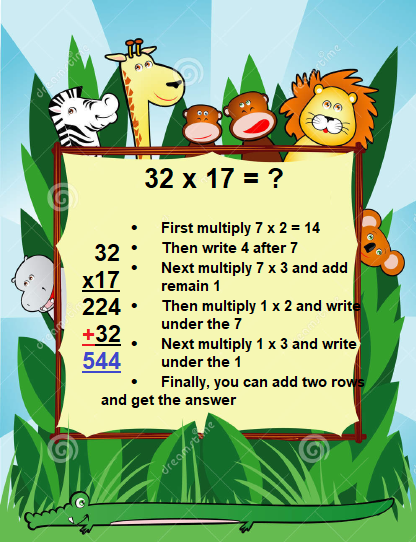 32 x 17 = ?
• First multiply 7 x 2 = 14
• Then write 4 after 7
• Next multiply 7 x 3 and add
remain 1
• Then multiply 1 x 2 and write
under the 7
• Next multiply 1 x 3 and write
under the 1
• Finally, you can add two rows
and get the answer
32
x17
224
+32
544
dreamstime
dreamstime
dreamstime